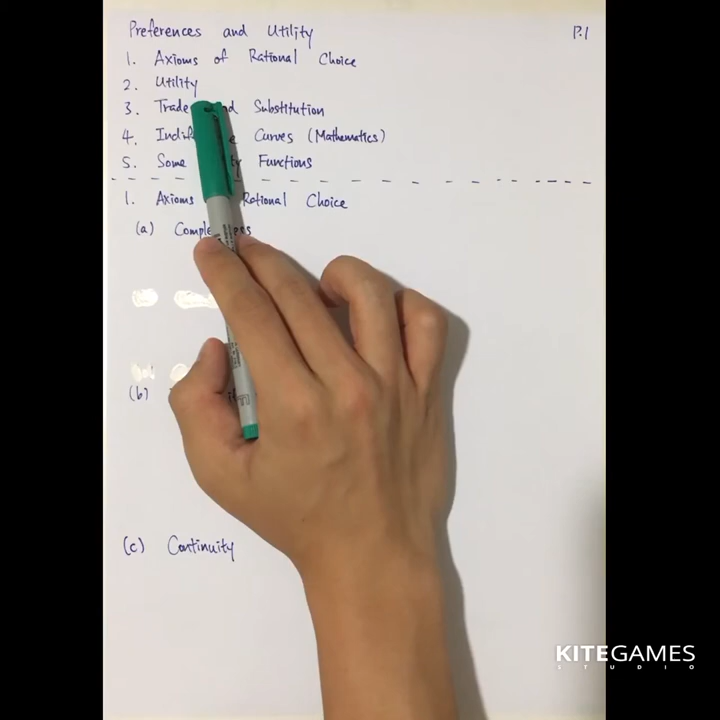 Preferences and Utility P.1
1. Axioms of Rational Choice
2. Utility
3. Substitution
4. Curves (Mathematics)
5. Some Functions
1. Axioms Rational Choice
(a)
(b)
(c) Continuity
KITEGAMES
STUDIO